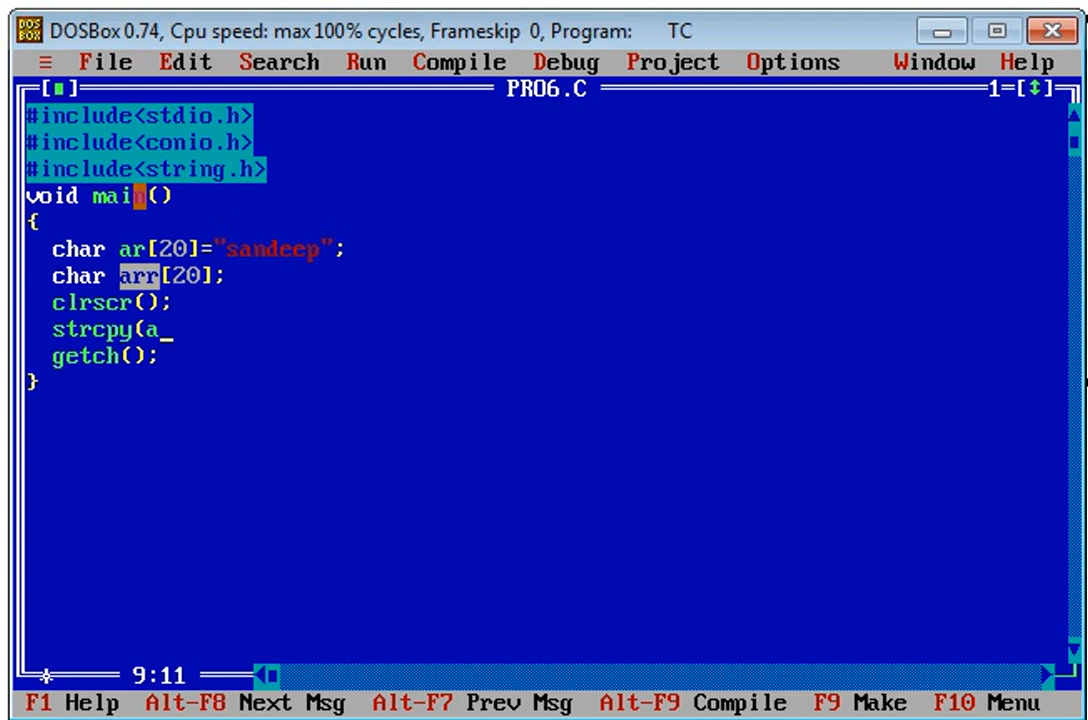 DOSBox 0.74, Cpu speed: max 100% cycles, Frameskip 0, Program: TC
≡ File Edit Search Run Compile Debug Project Options Window Help
[■] PRO6.C 1=[↕]
#include<stdio.h>
#include<conio.h>
#include<string.h>
void main()
{
char ar[20]="sandeep";
char arr[20];
clrscr();
strcpy(a_
getch();
}
9:11
F1 Help Alt-F8 Next Msg Alt-F7 Prev Msg Alt-F9 Compile F9 Make F10 Menu